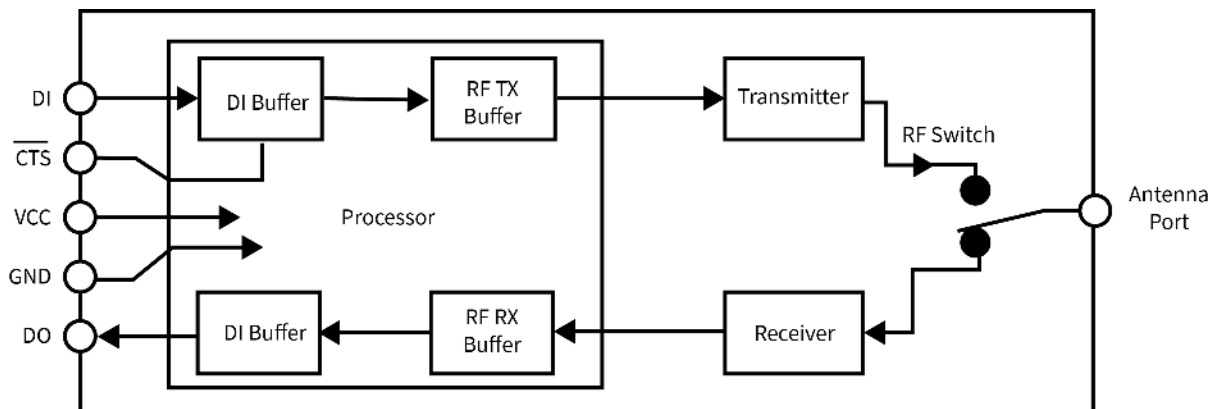 DI
DI Buffer
RF TX
Buffer
Transmitter
RF Switch
CTS
VCC
Processor
Antenna
Port
GND
DO
DI Buffer
RF RX
Buffer
Receiver